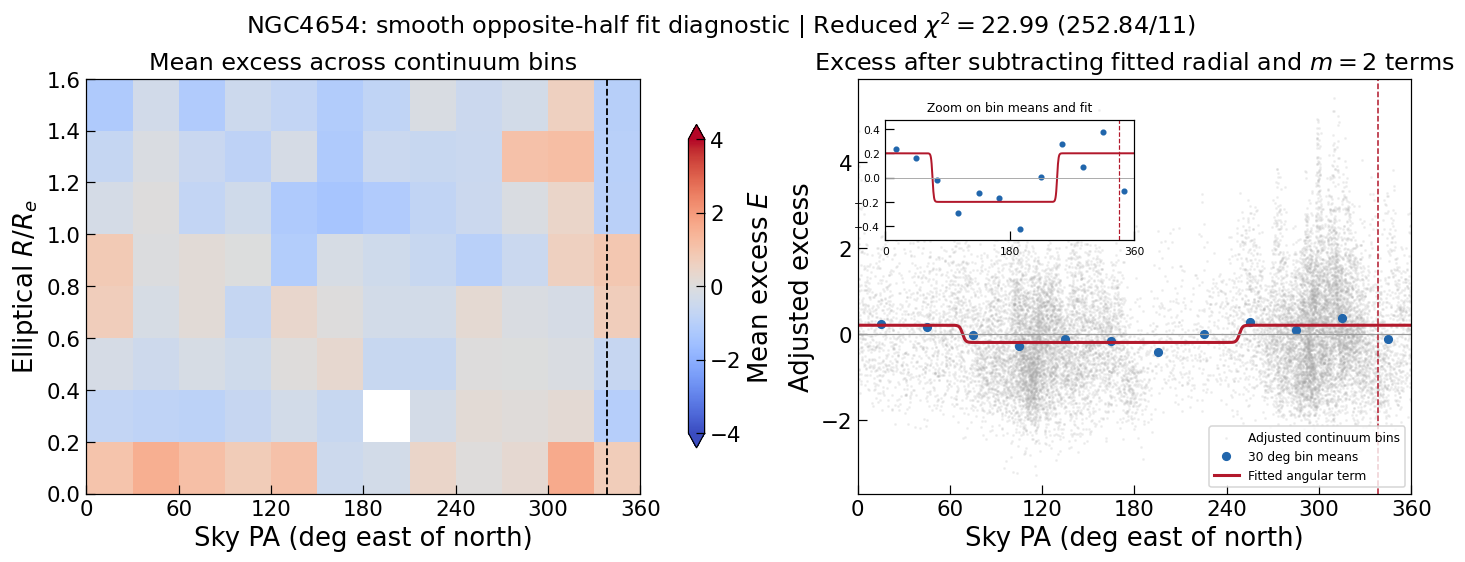 NGC4654: smooth opposite-half fit diagnostic | Reduced χ² = 22.99 (252.84/11)
Mean excess across continuum bins
Excess after subtracting fitted radial and m = 2 terms
Elliptical R/Rₑ
1.6
1.4
1.2
1.0
0.8
0.6
0.4
0.2
0.0
0 60 120 180 240 300 360
Sky PA (deg east of north)
4
2
0
−2
−4
Mean excess E
Adjusted excess
4
2
0
−2
Zoom on bin means and fit
0.4
0.2
0.0
−0.2
−0.4
0 180 360
Adjusted continuum bins
30 deg bin means
Fitted angular term
0 60 120 180 240 300 360
Sky PA (deg east of north)